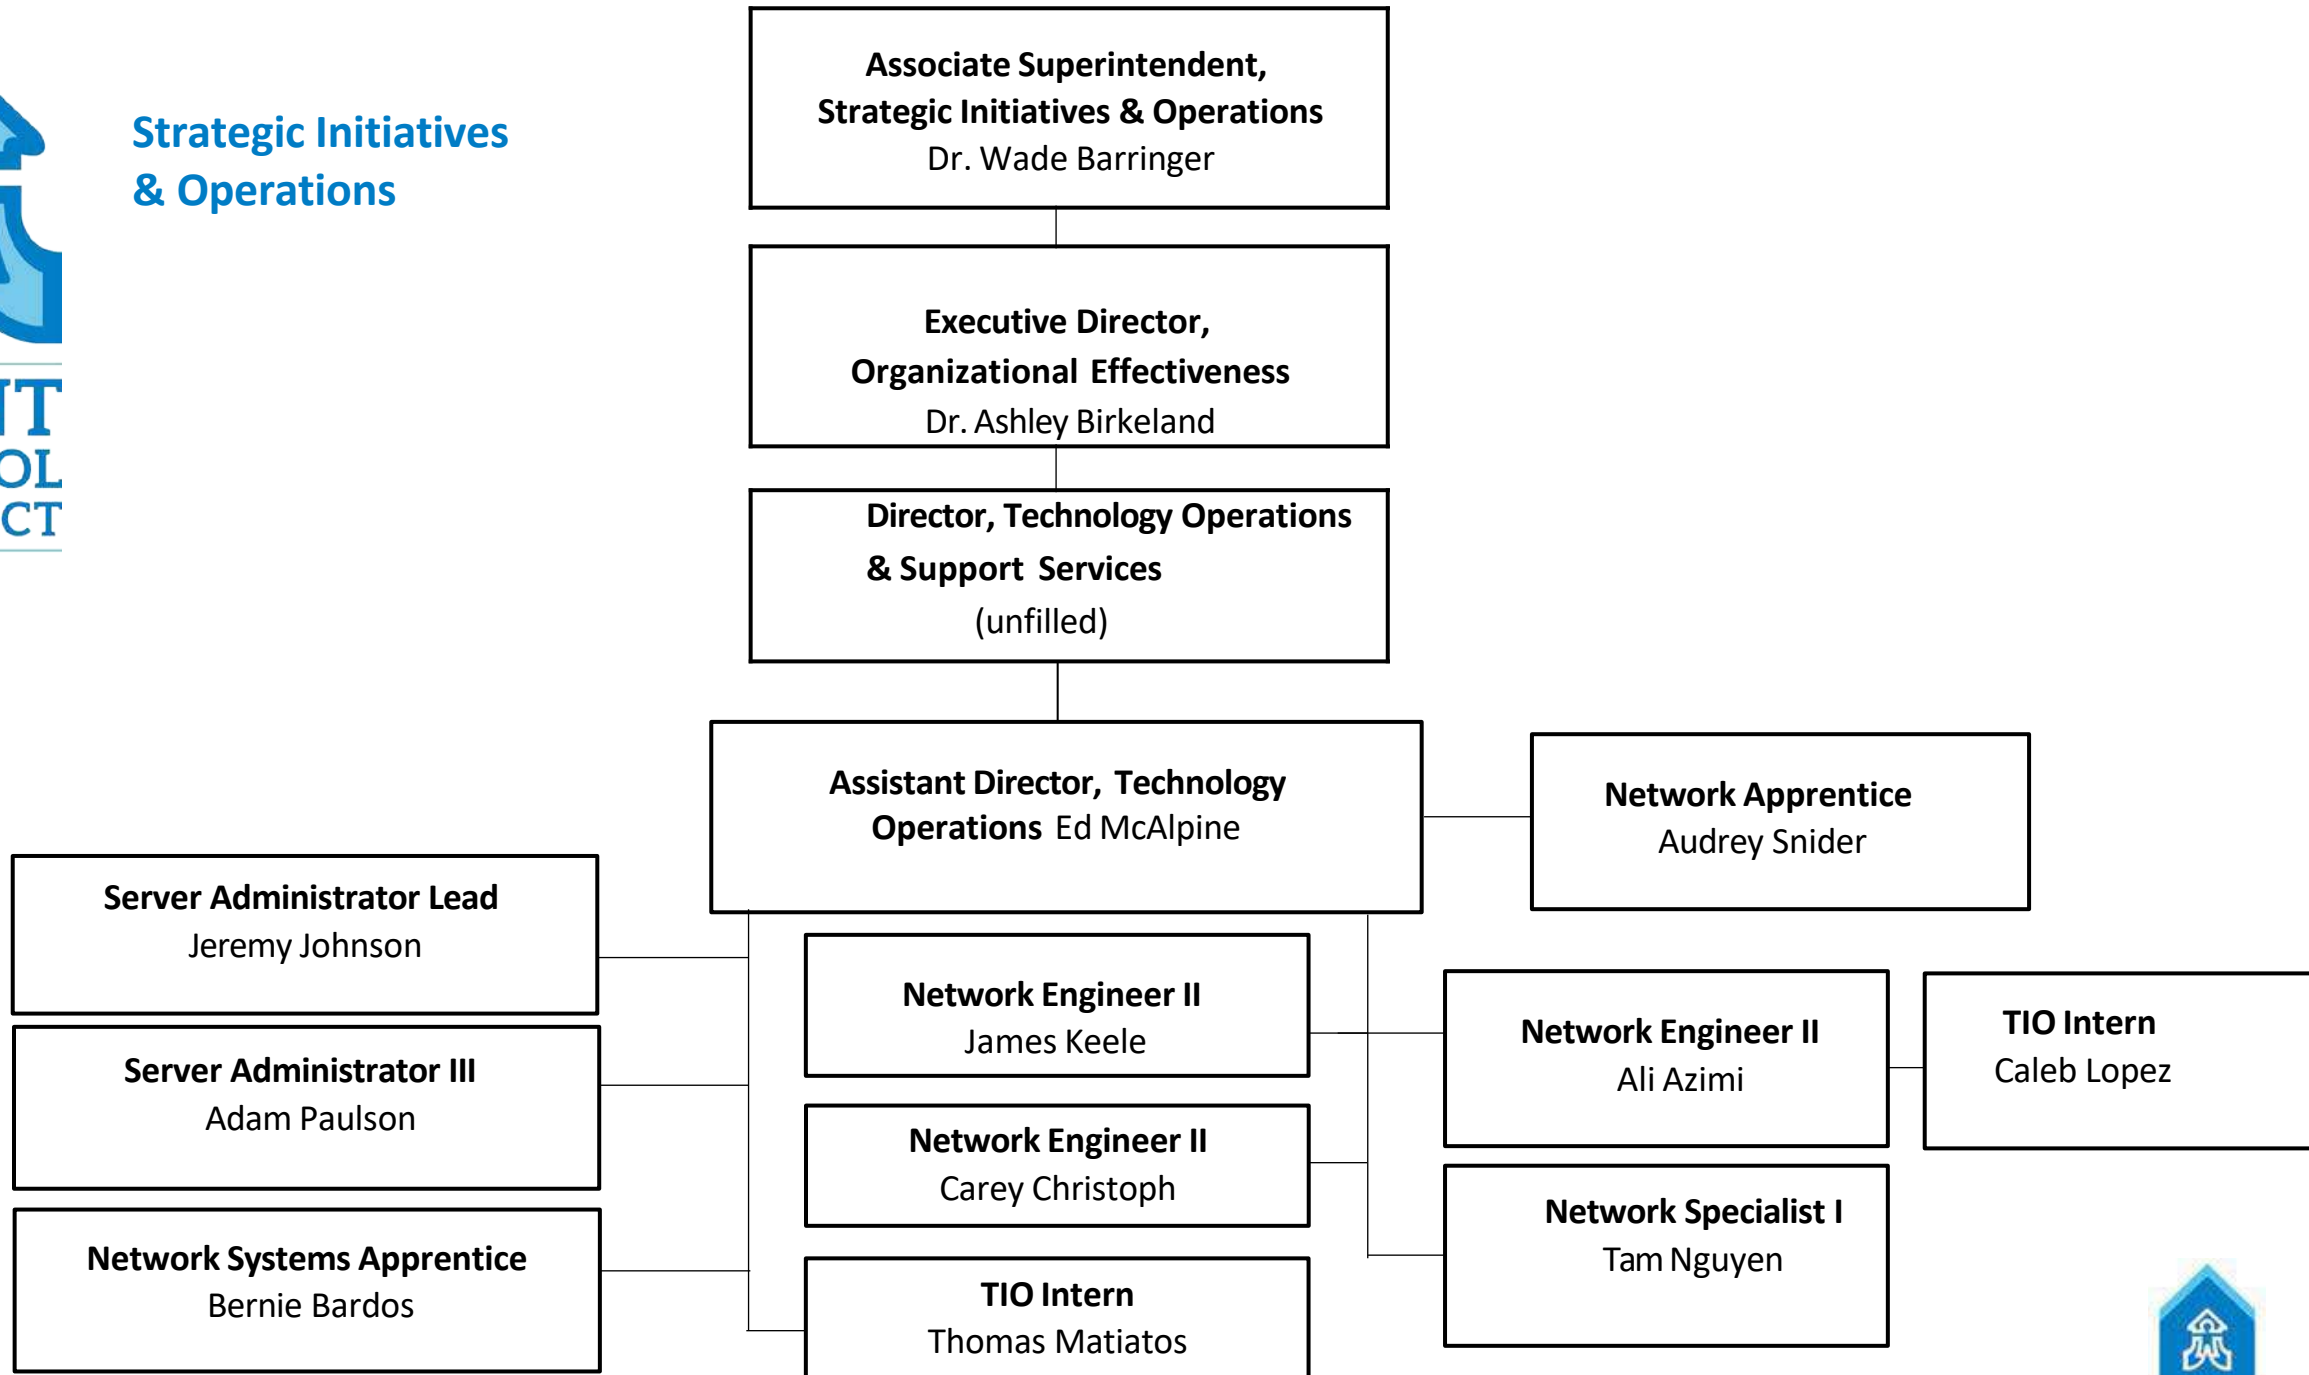 Strategic Initiatives
& Operations
NT
OL
CT
Associate Superintendent,
Strategic Initiatives & Operations
Dr. Wade Barringer
Executive Director,
Organizational Effectiveness
Dr. Ashley Birkeland
Director, Technology Operations
& Support Services
(unfilled)
Assistant Director, Technology
Operations Ed McAlpine
Network Apprentice
Audrey Snider
Server Administrator Lead
Jeremy Johnson
Server Administrator III
Adam Paulson
Network Systems Apprentice
Bernie Bardos
Network Engineer II
James Keele
Network Engineer II
Carey Christoph
TIO Intern
Thomas Matiatos
Network Engineer II
Ali Azimi
Network Specialist I
Tam Nguyen
TIO Intern
Caleb Lopez